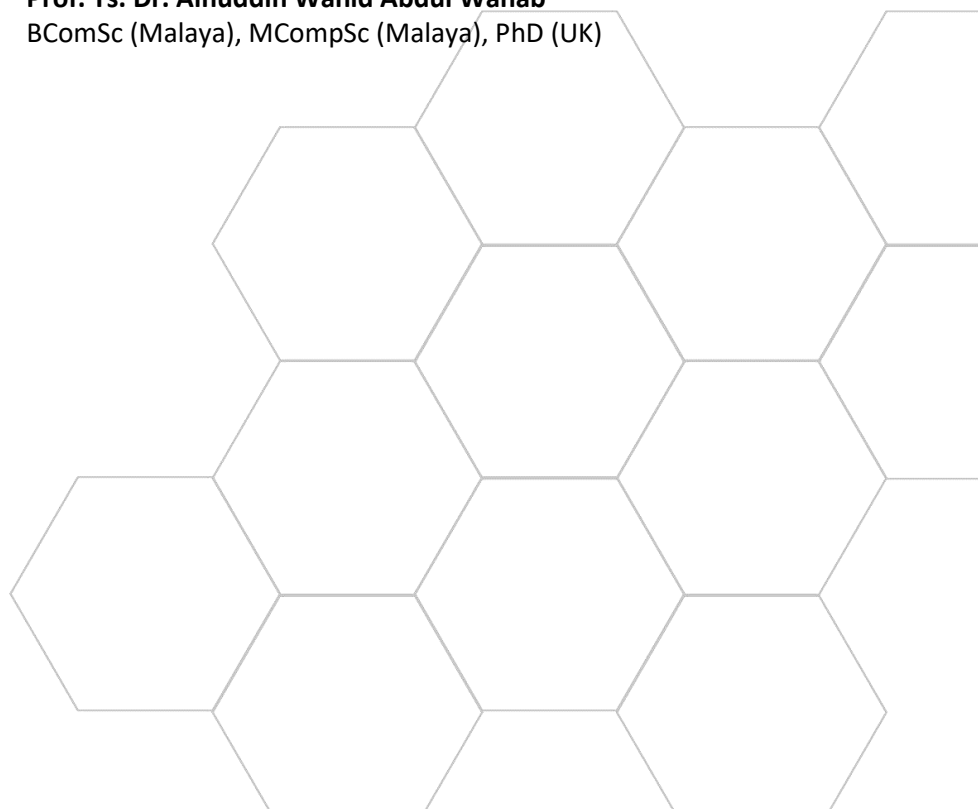 Prof. Ts. Dr. Ainuddin Wahid Abdul Wahab
BComSc (Malaya), MCompSc (Malaya), PhD (UK)